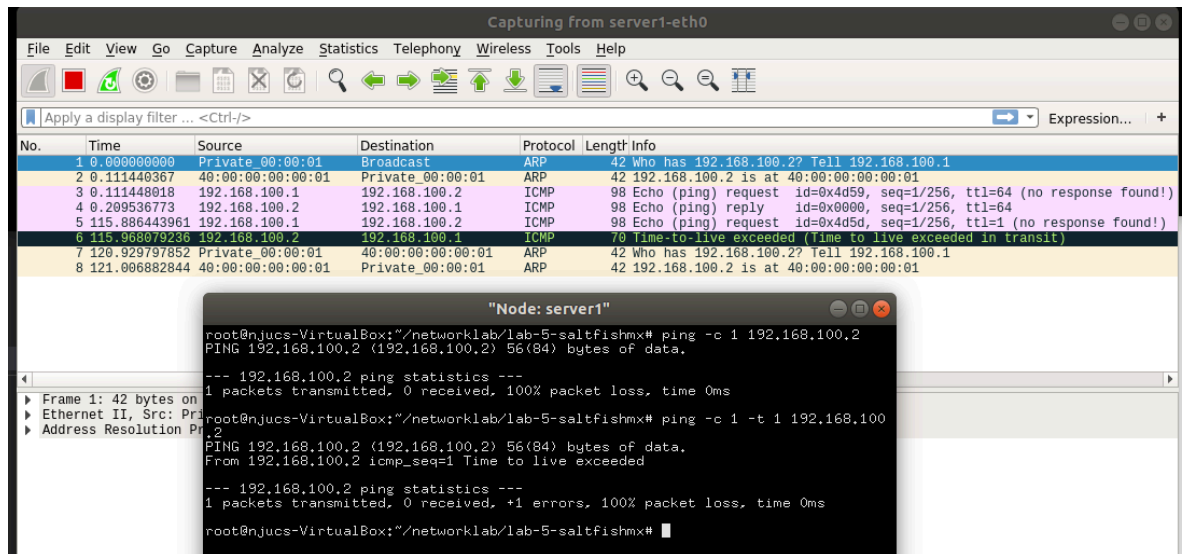 Capturing from server1-eth0
File Edit View Go Capture Analyze Statistics Telephony Wireless Tools Help
Apply a display filter ... <Ctrl-/> Expression... +
No. Time Source Destination Protocol Length Info
1 0.000000000 Private_00:00:01 Broadcast ARP 42 Who has 192.168.100.2? Tell 192.168.100.1
2 0.111440367 40:00:00:00:00:01 Private_00:00:01 ARP 42 192.168.100.2 is at 40:00:00:00:00:01
3 0.111448018 192.168.100.1 192.168.100.2 ICMP 98 Echo (ping) request id=0x4d59, seq=1/256, ttl=64 (no response found!)
4 0.209536773 192.168.100.2 192.168.100.1 ICMP 98 Echo (ping) reply id=0x0000, seq=1/256, ttl=64
5 115.886443961 192.168.100.1 192.168.100.2 ICMP 98 Echo (ping) request id=0x4d5d, seq=1/256, ttl=1 (no response found!)
6 115.968079236 192.168.100.2 192.168.100.1 ICMP 70 Time-to-live exceeded (Time to live exceeded in transit)
7 120.929797852 Private_00:00:01 40:00:00:00:00:01 ARP 42 Who has 192.168.100.2? Tell 192.168.100.1
8 121.006882844 40:00:00:00:00:01 Private_00:00:01 ARP 42 192.168.100.2 is at 40:00:00:00:00:01
"Node: server1"
root@njucs-VirtualBox:~/networklab/lab-5-saltfishmx# ping -c 1 192.168.100.2
PING 192.168.100.2 (192.168.100.2) 56(84) bytes of data.
--- 192.168.100.2 ping statistics ---
1 packets transmitted, 0 received, 100% packet loss, time 0ms
root@njucs-VirtualBox:~/networklab/lab-5-saltfishmx# ping -c 1 -t 1 192.168.100
.2
PING 192.168.100.2 (192.168.100.2) 56(84) bytes of data.
From 192.168.100.2 icmp_seq=1 Time to live exceeded
--- 192.168.100.2 ping statistics ---
1 packets transmitted, 0 received, +1 errors, 100% packet loss, time 0ms
root@njucs-VirtualBox:~/networklab/lab-5-saltfishmx#
Frame 1: 42 bytes on
Ethernet II, Src: Pri
Address Resolution Pr